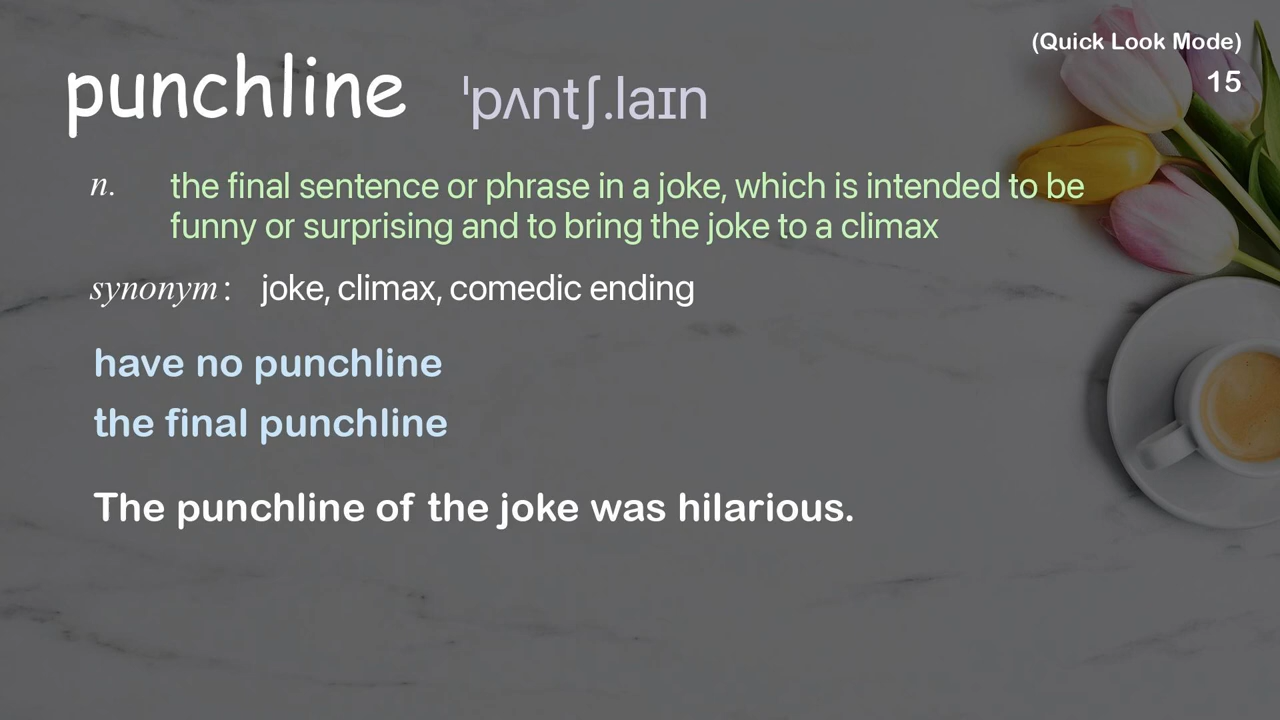 (Quick Look Mode)
15
punchline ˈpʌntʃ.laɪn
n. the final sentence or phrase in a joke, which is intended to be
funny or surprising and to bring the joke to a climax
synonym: joke, climax, comedic ending
have no punchline
the final punchline
The punchline of the joke was hilarious.